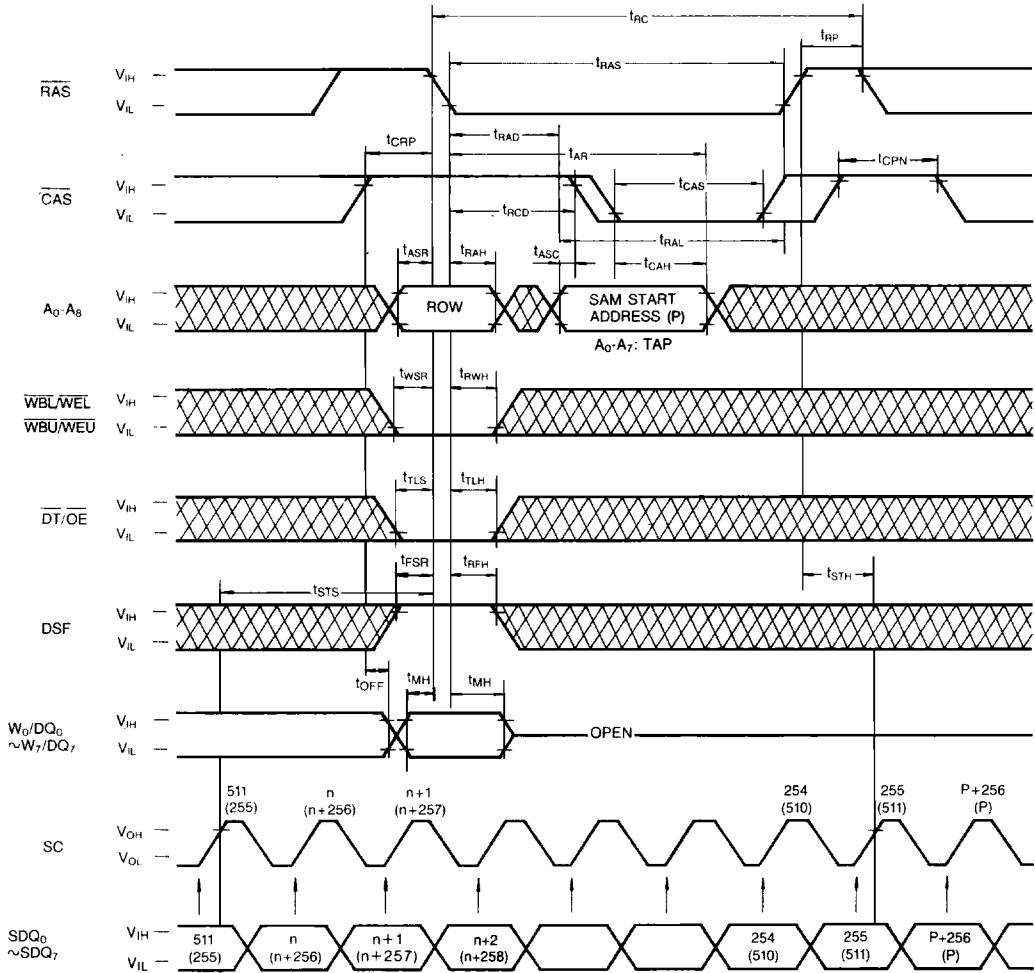 tRC
tRP
VIH
RAS
tRAS
VIL
tCRP
tRAD
tAR
tCPN
VIH
CAS
tCAS
VIL
tRCD
tRAL
tASR
tRAH
tASC
tCAH
A0-A8
VIH
VIL
ROW
SAM START
ADDRESS (P)
A0-A7: TAP
tWSR
tRWH
WBL/WEL
VIH
WBU/WEU
VIL
tTLS
tTLH
VIH
DT/OE
VIL
tFSR
tRFH
tSTS
tSTH
VIH
DSF
VIL
tOFF
tMH
tMH
W0/DQ0
~W7/DQ7
VIH
VIL
OPEN
511 n n+1 254 255 P+256
(255) (n+256) (n+257) (510) (511) (P)
VOH
SC
VOL
SDQ0
~SDQ7
VIH
VIL
511 n n+1 n+2 254 255 P+256
(255) (n+256) (n+257) (n+258) (510) (511) (P)